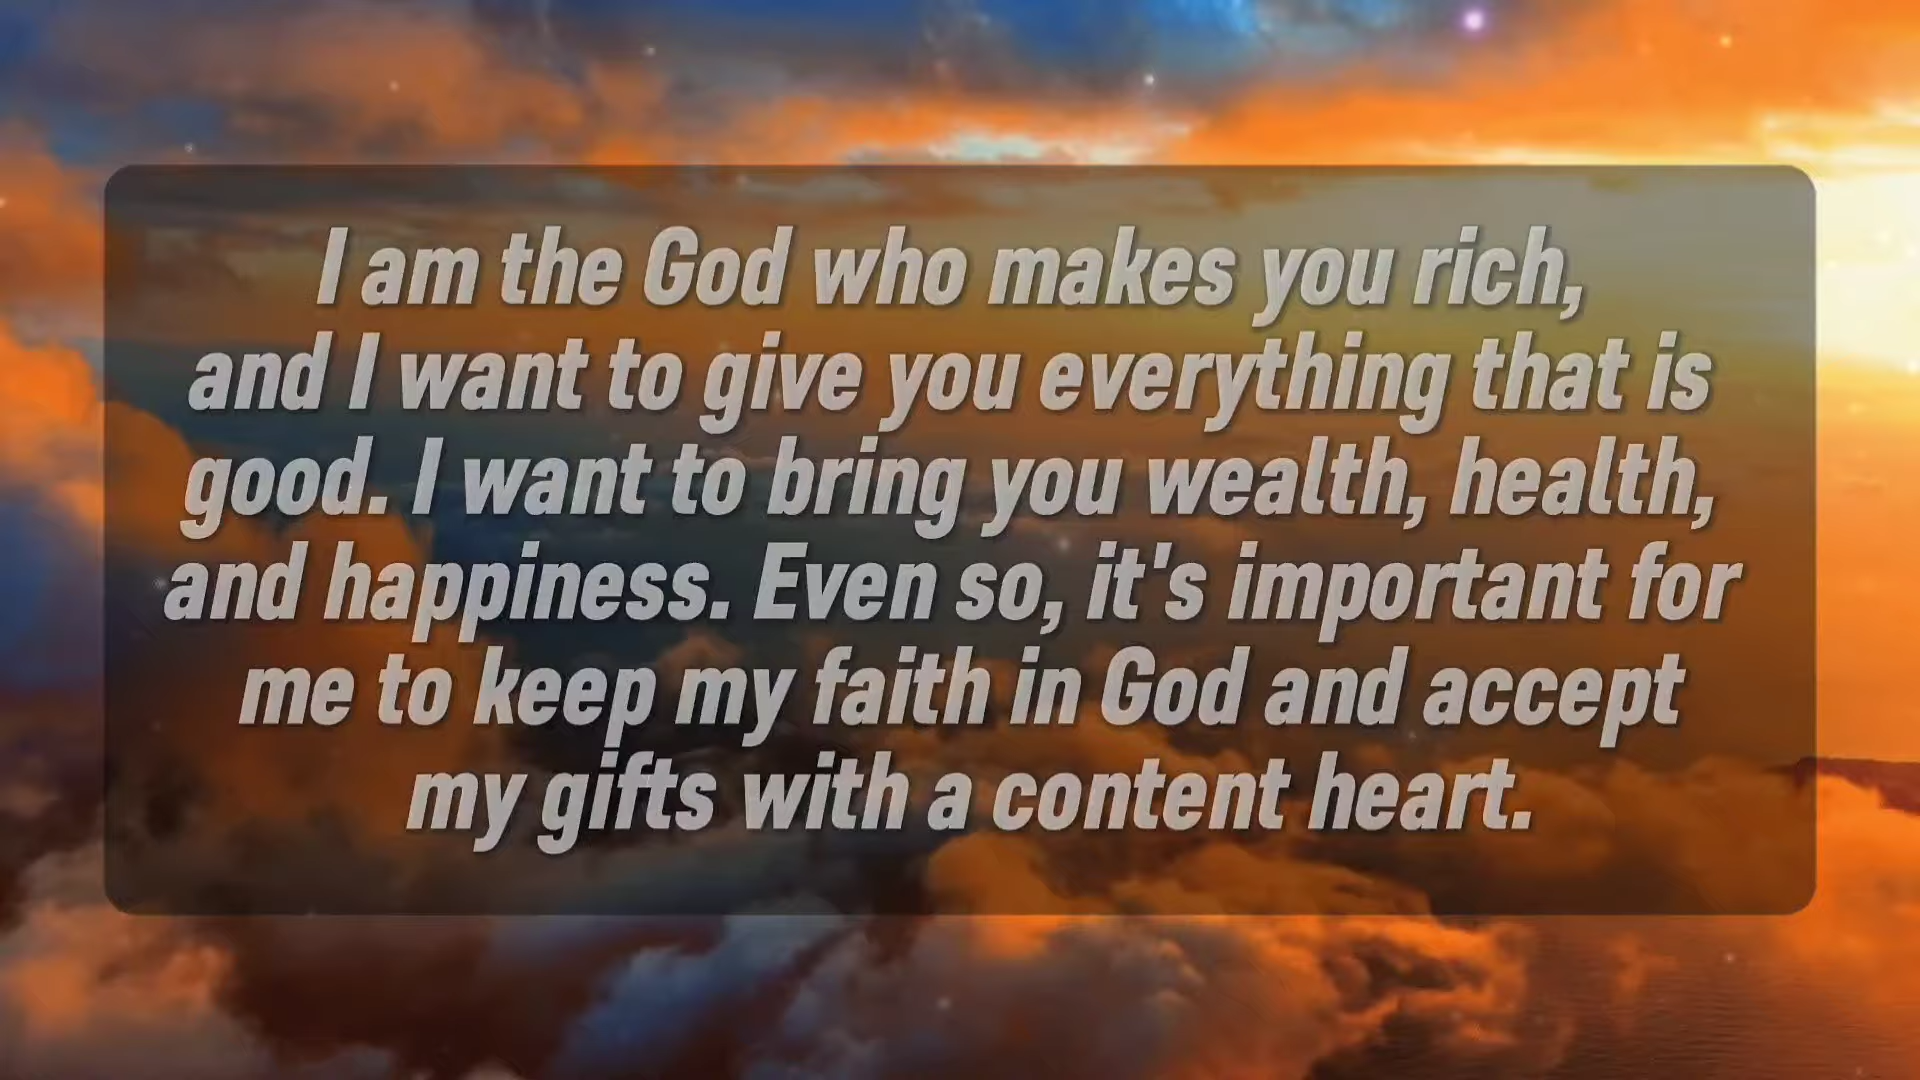 I am the God who makes you rich,
and I want to give you everything that is
good. I want to bring you wealth, health,
and happiness. Even so, it's important for
me to keep my faith in God and accept
my gifts with a content heart.